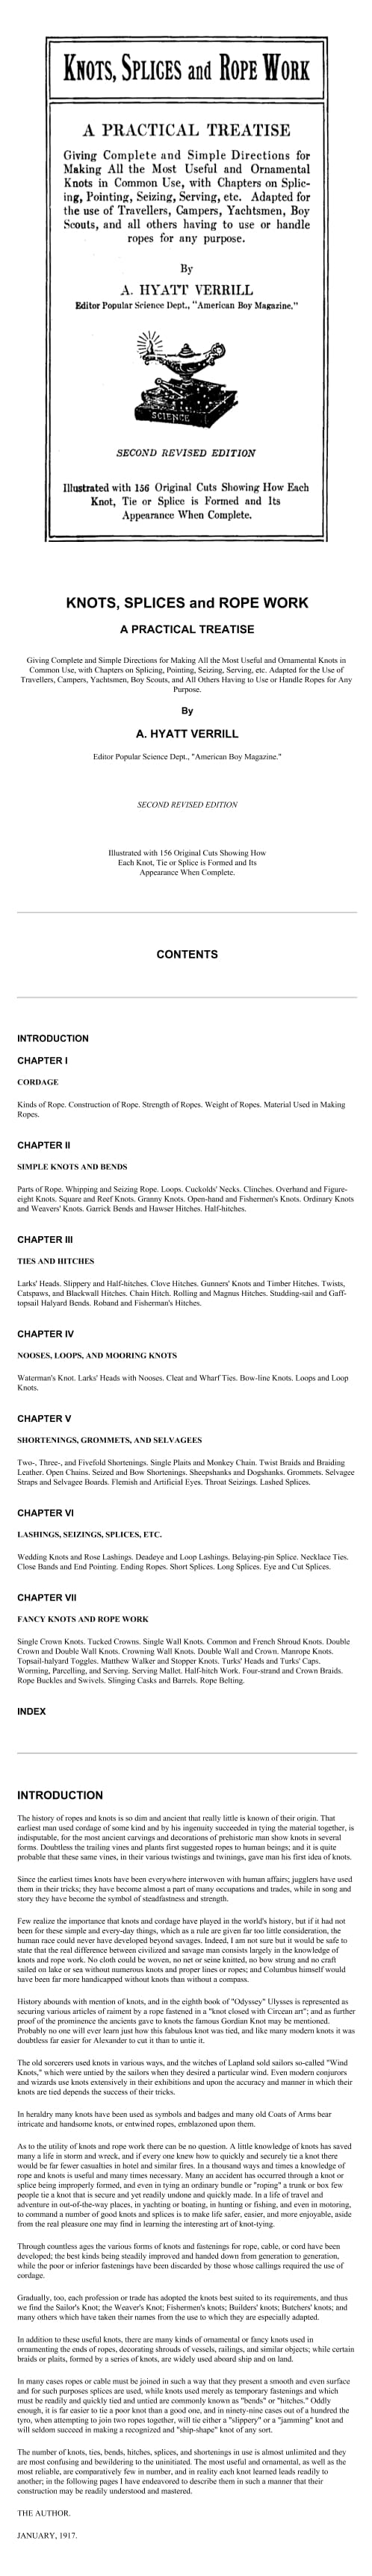 KNOTS, SPLICES and ROPE WORK
A PRACTICAL TREATISE
Giving Complete and Simple Directions for
Making All the Most Useful and Ornamental
Knots in Common Use, with Chapters on Splic-
ing, Pointing, Seizing, Serving, etc. Adapted for
the use of Travellers, Campers, Yachtsmen, Boy
Scouts, and all others having to use or handle
ropes for any purpose.
By
A. HYATT VERRILL
Editor Popular Science Dept., "American Boy Magazine."
SCIENCE
SECOND REVISED EDITION
Illustrated with 156 Original Cuts Showing How Each
Knot, Tie or Splice is Formed and Its
Appearance When Complete.
KNOTS, SPLICES and ROPE WORK
A PRACTICAL TREATISE
Giving Complete and Simple Directions for Making All the Most Useful and Ornamental Knots in
Common Use, with Chapters on Splicing, Pointing, Seizing, Serving, etc. Adapted for the Use of
Travellers, Campers, Yachtsmen, Boy Scouts, and All Others Having to Use or Handle Ropes for Any
Purpose.
By
A. HYATT VERRILL
Editor Popular Science Dept., "American Boy Magazine."
SECOND REVISED EDITION
Illustrated with 156 Original Cuts Showing How
Each Knot, Tie or Splice is Formed and Its
Appearance When Complete.
CONTENTS
INTRODUCTION
CHAPTER I
CORDAGE
Kinds of Rope. Construction of Rope. Strength of Ropes. Weight of Ropes. Material Used in Making
Ropes.
CHAPTER II
SIMPLE KNOTS AND BENDS
Parts of Rope. Whipping and Seizing Rope. Loops. Cuckolds' Necks. Clinches. Overhand and Figure-
eight Knots. Square and Reef Knots. Granny Knots. Open-hand and Fishermen's Knots. Ordinary Knots
and Weavers' Knots. Garrick Bends and Hawser Hitches. Half-hitches.
CHAPTER III
TIES AND HITCHES
Larks' Heads. Slippery and Half-hitches. Clove Hitches. Gunners' Knots and Timber Hitches. Twists,
Catspaws, and Blackwall Hitches. Chain Hitch. Rolling and Magnus Hitches. Studding-sail and Gaff-
topsail Halyard Bends. Roband and Fisherman's Hitches.
CHAPTER IV
NOOSES, LOOPS, AND MOORING KNOTS
Waterman's Knot. Larks' Heads with Nooses. Cleat and Wharf Ties. Bow-line Knots. Loops and Loop
Knots.
CHAPTER V
SHORTENINGS, GROMMETS, AND SELVAGEES
Two-, Three-, and Fivefold Shortenings. Single Plaits and Monkey Chain. Twist Braids and Braiding
Leather. Open Chains. Seized and Bow Shortenings. Sheepshanks and Dogshanks. Grommets. Selvagee
Straps and Selvagee Boards. Flemish and Artificial Eyes. Throat Seizings. Lashed Splices.
CHAPTER VI
LASHINGS, SEIZINGS, SPLICES, ETC.
Wedding Knots and Rose Lashings. Deadeye and Loop Lashings. Belaying-pin Splice. Necklace Ties.
Close Bands and End Pointing. Ending Ropes. Short Splices. Long Splices. Eye and Cut Splices.
CHAPTER VII
FANCY KNOTS AND ROPE WORK
Single Crown Knots. Tucked Crowns. Single Wall Knots. Common and French Shroud Knots. Double
Crown and Double Wall Knots. Crowning Wall Knots. Double Wall and Crown. Manrope Knots.
Topsail-halyard Toggles. Matthew Walker and Stopper Knots. Turks' Heads and Turks' Caps.
Worming, Parcelling, and Serving. Serving Mallet. Half-hitch Work. Four-strand and Crown Braids.
Rope Buckles and Swivels. Slinging Casks and Barrels. Rope Belting.
INDEX
INTRODUCTION
The history of ropes and knots is so dim and ancient that really little is known of their origin. That
earliest man used cordage of some kind and by his ingenuity succeeded in tying the material together, is
indisputable, for the most ancient carvings and decorations of prehistoric man show knots in several
forms. Doubtless the trailing vines and plants first suggested ropes to human beings; and it is quite
probable that these same vines, in their various twistings and twinings, gave man his first idea of knots.
Since the earliest times knots have been everywhere interwoven with human affairs; jugglers have used
them in their tricks; they have become almost a part of many occupations and trades, while in song and
story they have become the symbol of steadfastness and strength.
Few realize the importance that knots and cordage have played in the world's history, but if it had not
been for these simple and every-day things, which as a rule are given far too little consideration, the
human race could never have developed beyond savages. Indeed, I am not sure but it would be safe to
state that the real difference between civilized and savage man consists largely in the knowledge of
knots and rope work. No cloth could be woven, no net or seine knitted, no bow strung and no craft
sailed on lake or sea without numerous knots and proper lines or ropes; and Columbus himself would
have been far more handicapped without knots than without a compass.
History abounds with mention of knots, and in the eighth book of "Odyssey" Ulysses is represented as
securing various articles of raiment by a rope fastened in a "knot closed with Circean art"; and as further
proof of the prominence the ancients gave to knots the famous Gordian Knot may be mentioned.
Probably no one will ever learn just how this fabulous knot was tied, and like many modern knots it was
doubtless far easier for Alexander to cut it than to untie it.
The old sorcerers used knots in various ways, and the witches of Lapland sold sailors so-called "Wind
Knots," which were untied by the sailors when they desired a particular wind. Even modern conjurors
and wizards use knots extensively in their exhibitions and upon the accuracy and manner in which their
knots are tied depends the success of their tricks.
In heraldry many knots have been used as symbols and badges and many old Coats of Arms bear
intricate and handsome knots, or entwined ropes, emblazoned upon them.
As to the utility of knots and rope work there can be no question. A little knowledge of knots has saved
many a life in storm and wreck, and if every one knew how to quickly and securely tie a knot there
would be far fewer casualties in hotel and similar fires. In a thousand ways and times a knowledge of
rope and knots is useful and many times necessary. Many an accident has occurred through a knot or
splice being improperly formed, and even in tying an ordinary bundle or "roping" a trunk or box few
people tie a knot that is secure and yet readily undone and quickly made. In a life of travel and
adventure in out-of-the-way places, in yachting or boating, in hunting or fishing, and even in motoring,
to command a number of good knots and splices is to make life safer, easier, and more enjoyable, aside
from the real pleasure one may find in learning the interesting art of knot-tying.
Through countless ages the various forms of knots and fastenings for rope, cable, or cord have been
developed; the best kinds being steadily improved and handed down from generation to generation,
while the poor or inferior fastenings have been discarded by those whose callings required the use of
cordage.
Gradually, too, each profession or trade has adopted the knots best suited to its requirements, and thus
we find the Sailor's Knot; the Weaver's Knot; Fishermen's knots; Builders' knots; Butchers' knots; and
many others which have taken their names from the use to which they are especially adapted.
In addition to these useful knots, there are many kinds of ornamental or fancy knots used in
ornamenting the ends of ropes, decorating shrouds of vessels, railings, and similar objects; while certain
braids or plaits, formed by a series of knots, are widely used aboard ship and on land.
In many cases ropes or cable must be joined in such a way that they present a smooth and even surface
and for such purposes splices are used, while knots used merely as temporary fastenings and which
must be readily and quickly tied and untied are commonly known as "bends" or "hitches." Oddly
enough, it is far easier to tie a poor knot than a good one, and in ninety-nine cases out of a hundred the
tyro, when attempting to join two ropes together, will tie either a "slippery" or a "jamming" knot and
will seldom succeed in making a recognized and "ship-shape" knot of any sort.
The number of knots, ties, bends, hitches, splices, and shortenings in use is almost unlimited and they
are most confusing and bewildering to the uninitiated. The most useful and ornamental, as well as the
most reliable, are comparatively few in number, and in reality each knot learned leads readily to
another; in the following pages I have endeavored to describe them in such a manner that their
construction may be readily understood and mastered.
THE AUTHOR.
JANUARY, 1917.